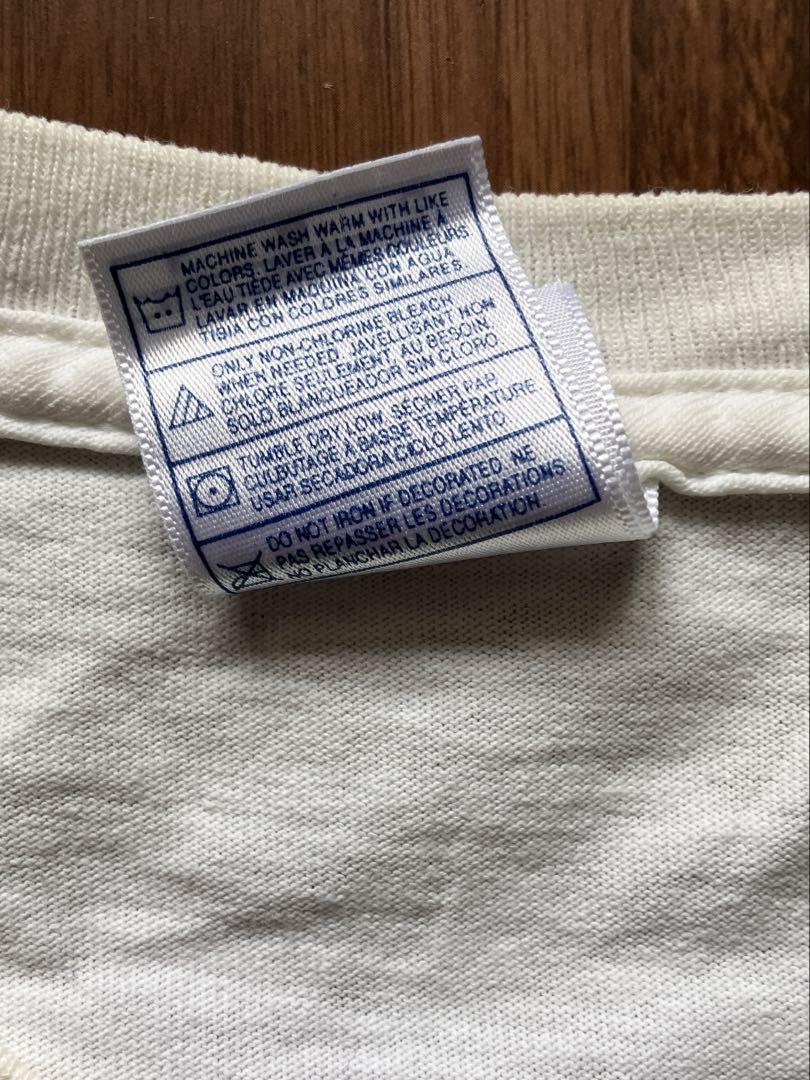 MACHINE WASH WARM WITH LIKE
COLORS. LAVER A LA MACHINE À
L'EAU TIÈDE AVEC MÊMES COULEURS
LAVAR EM MAQUINA CON AGUA
TIBIA CON COLORES SIMILARES
ONLY NON-CHLORINE BLEACH
WHEN NEEDED. JAVELLISANT NON
CHLORÉ SEULEMENT, AU BESOIN.
SOLO BLANQUEADOR SIN CLORO
TUMBLE DRY LOW. SÉCHER PAR
CULBUTAGE À BASSE TEMPÉRATURE
USAR SECADORA CICLO LENTO
DO NOT IRON IF DECORATED. NE
PAS REPASSER LES DÉCORATIONS
NO PLANCHAR LA DECORATION